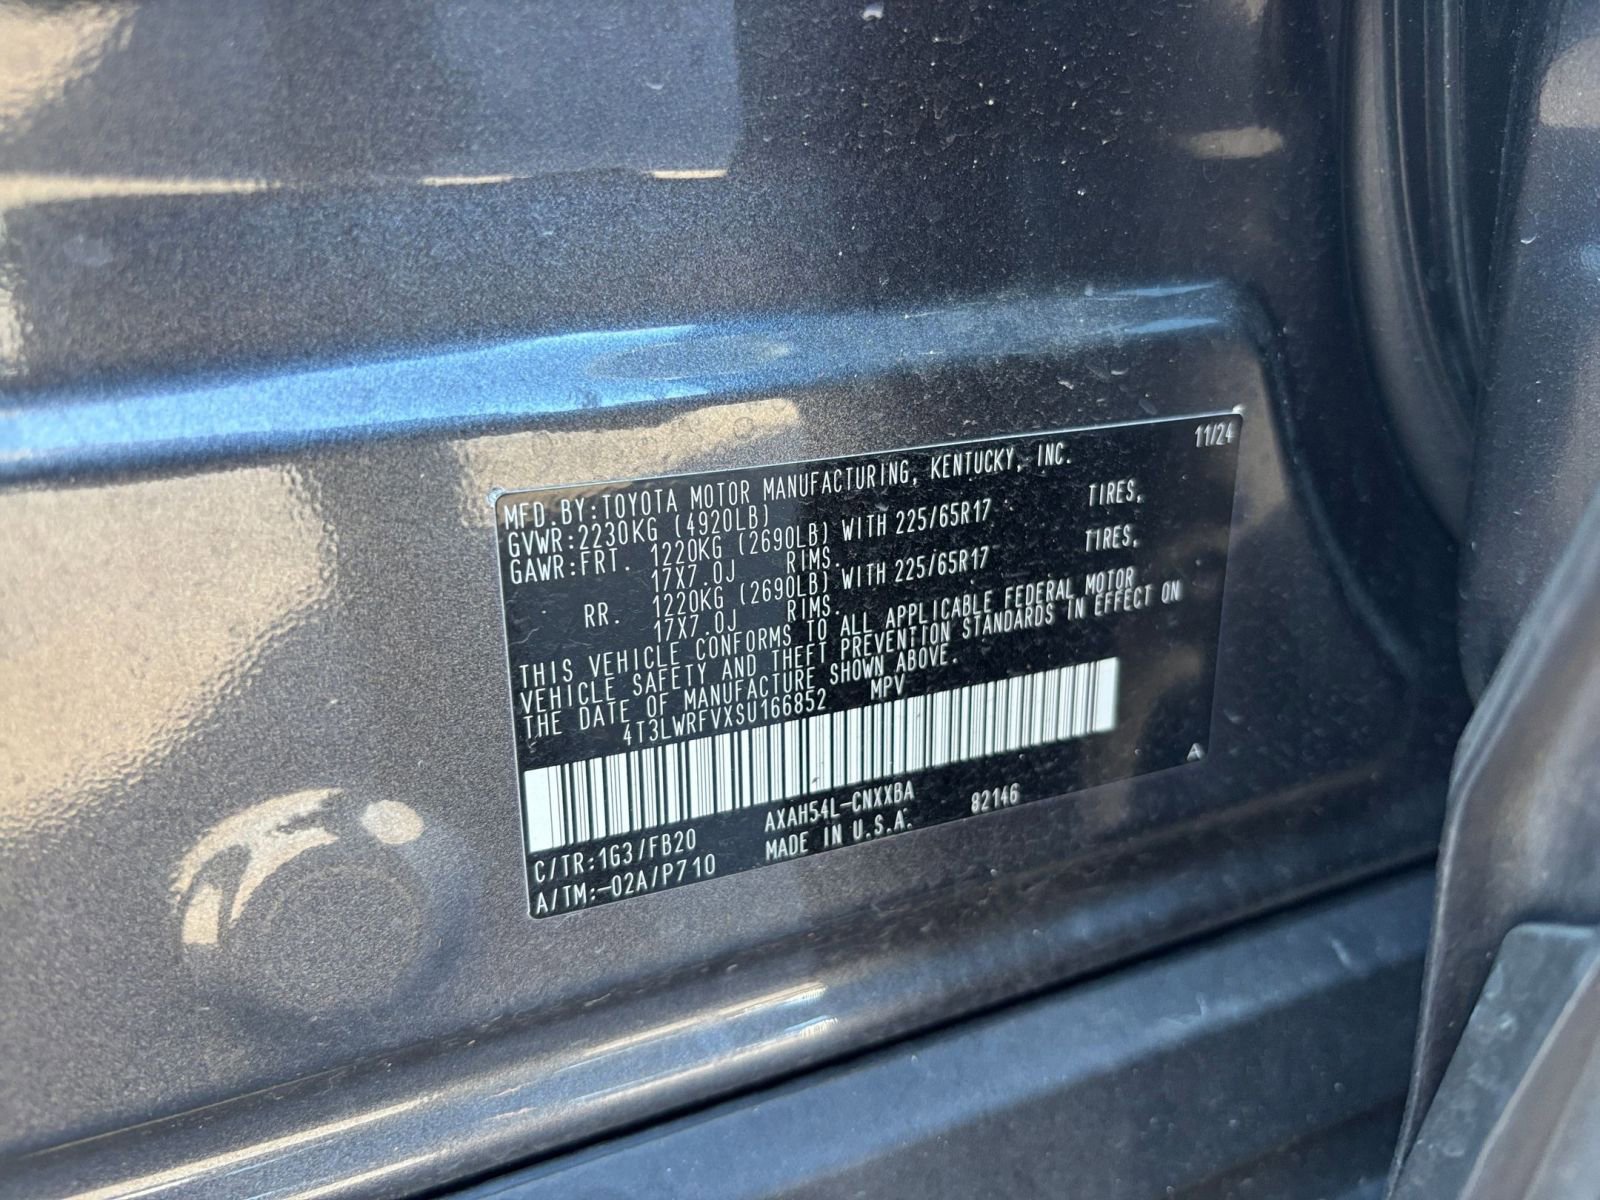 11/24
MFD.BY:TOYOTA MOTOR MANUFACTURING, KENTUCKY, INC.
GVWR:2230KG (4920LB)
GAWR:FRT. 1220KG (2690LB) WITH 225/65R17 TIRES,
17X7.0J RIMS.
RR. 1220KG (2690LB) WITH 225/65R17 TIRES,
17X7.0J RIMS.
THIS VEHICLE CONFORMS TO ALL APPLICABLE FEDERAL MOTOR
VEHICLE SAFETY AND THEFT PREVENTION STANDARDS IN EFFECT ON
THE DATE OF MANUFACTURE SHOWN ABOVE.
4T3LWRFVXSU166852 MPV
A
C/TR:1G3/FB20 AXAH54L-CNXXBA 82146
A/TM:-02A/P710 MADE IN U.S.A.